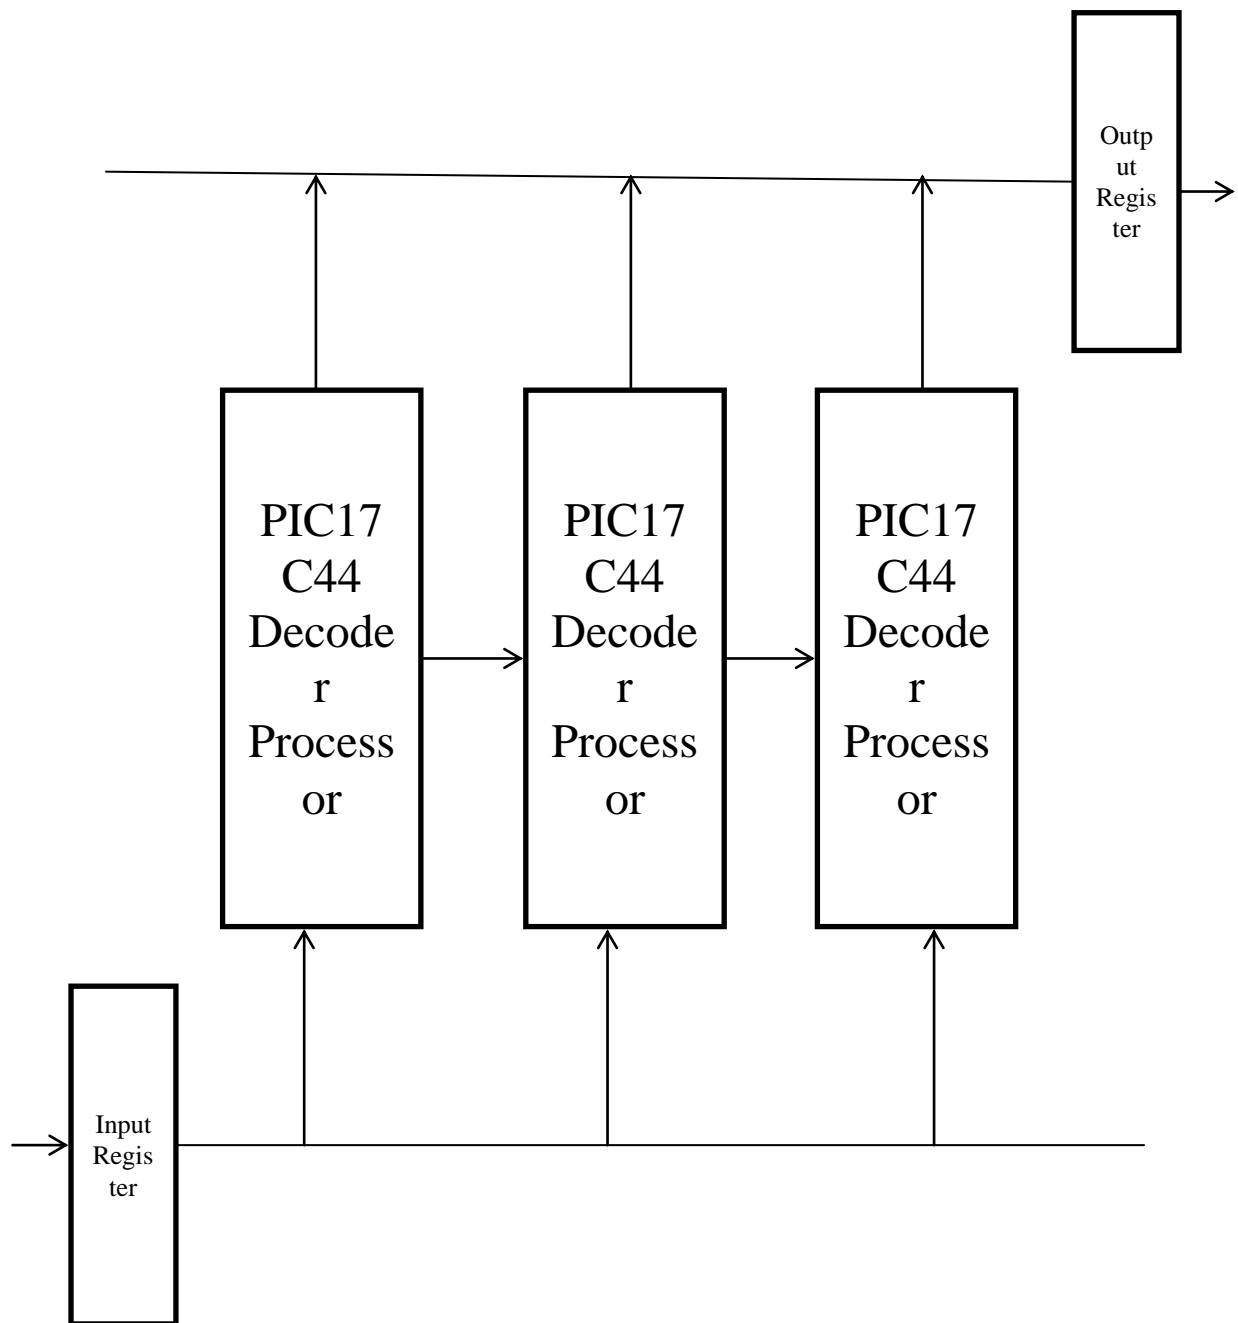 Outp
ut
Regis
ter
PIC17
C44
Decode
r
Process
or
PIC17
C44
Decode
r
Process
or
PIC17
C44
Decode
r
Process
or
Input
Regis
ter